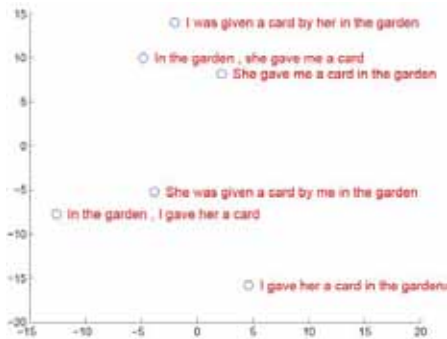 15
I was given a card by her in the garden
10
In the garden , she gave me a card
She gave me a card in the garden
5
0
-5
She was given a card by me in the garden
In the garden , I gave her a card
-10
-15
I gave her a card in the garden
-20
-15 -10 -5 0 5 10 15 20